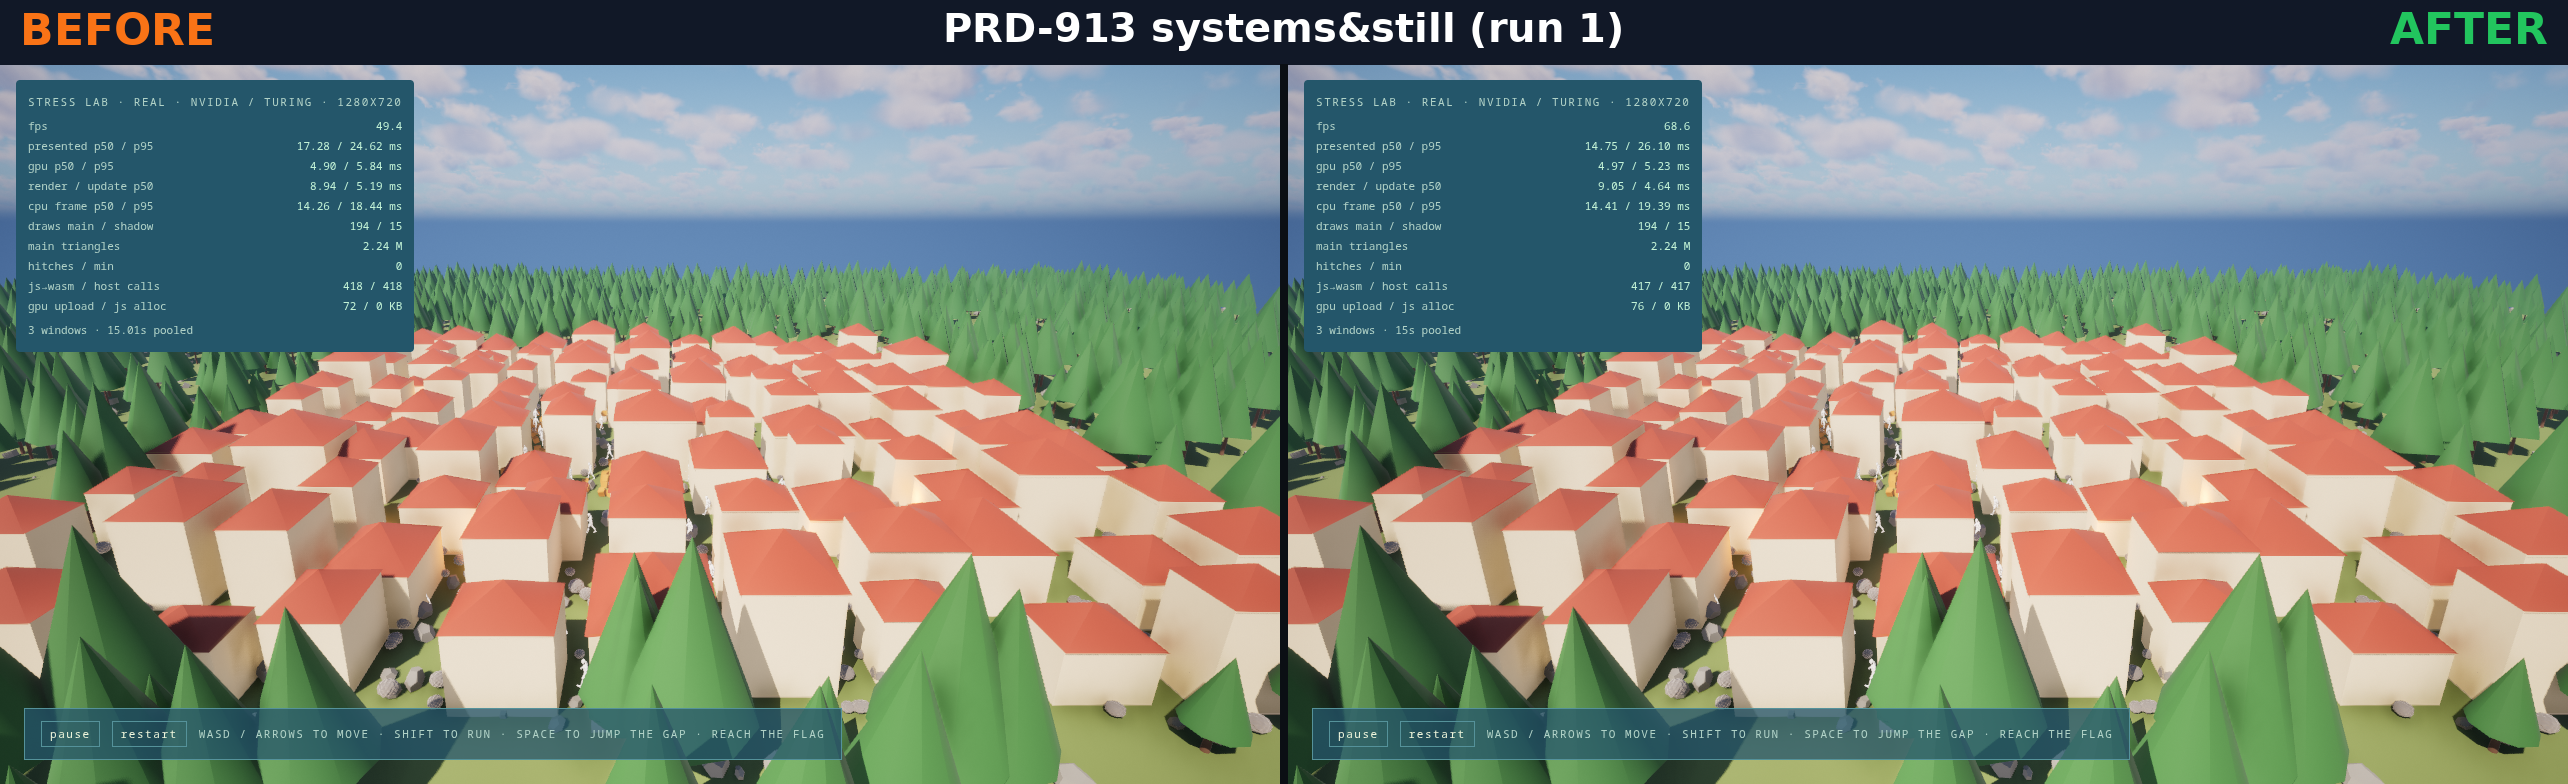 BEFORE
PRD-913 systems&still (run 1)
AFTER
STRESS LAB · REAL · NVIDIA / TURING · 1280X720
fps 49.4
presented p50 / p95 17.28 / 24.62 ms
gpu p50 / p95 4.90 / 5.84 ms
render / update p50 8.94 / 5.19 ms
cpu frame p50 / p95 14.26 / 18.44 ms
draws main / shadow 194 / 15
main triangles 2.24 M
hitches / min 0
js→wasm / host calls 418 / 418
gpu upload / js alloc 72 / 0 KB
3 windows · 15.01s pooled
pause restart WASD / ARROWS TO MOVE · SHIFT TO RUN · SPACE TO JUMP THE GAP · REACH THE FLAG
STRESS LAB · REAL · NVIDIA / TURING · 1280X720
fps 68.6
presented p50 / p95 14.75 / 26.10 ms
gpu p50 / p95 4.97 / 5.23 ms
render / update p50 9.05 / 4.64 ms
cpu frame p50 / p95 14.41 / 19.39 ms
draws main / shadow 194 / 15
main triangles 2.24 M
hitches / min 0
js→wasm / host calls 417 / 417
gpu upload / js alloc 76 / 0 KB
3 windows · 15s pooled
pause restart WASD / ARROWS TO MOVE · SHIFT TO RUN · SPACE TO JUMP THE GAP · REACH THE FLAG